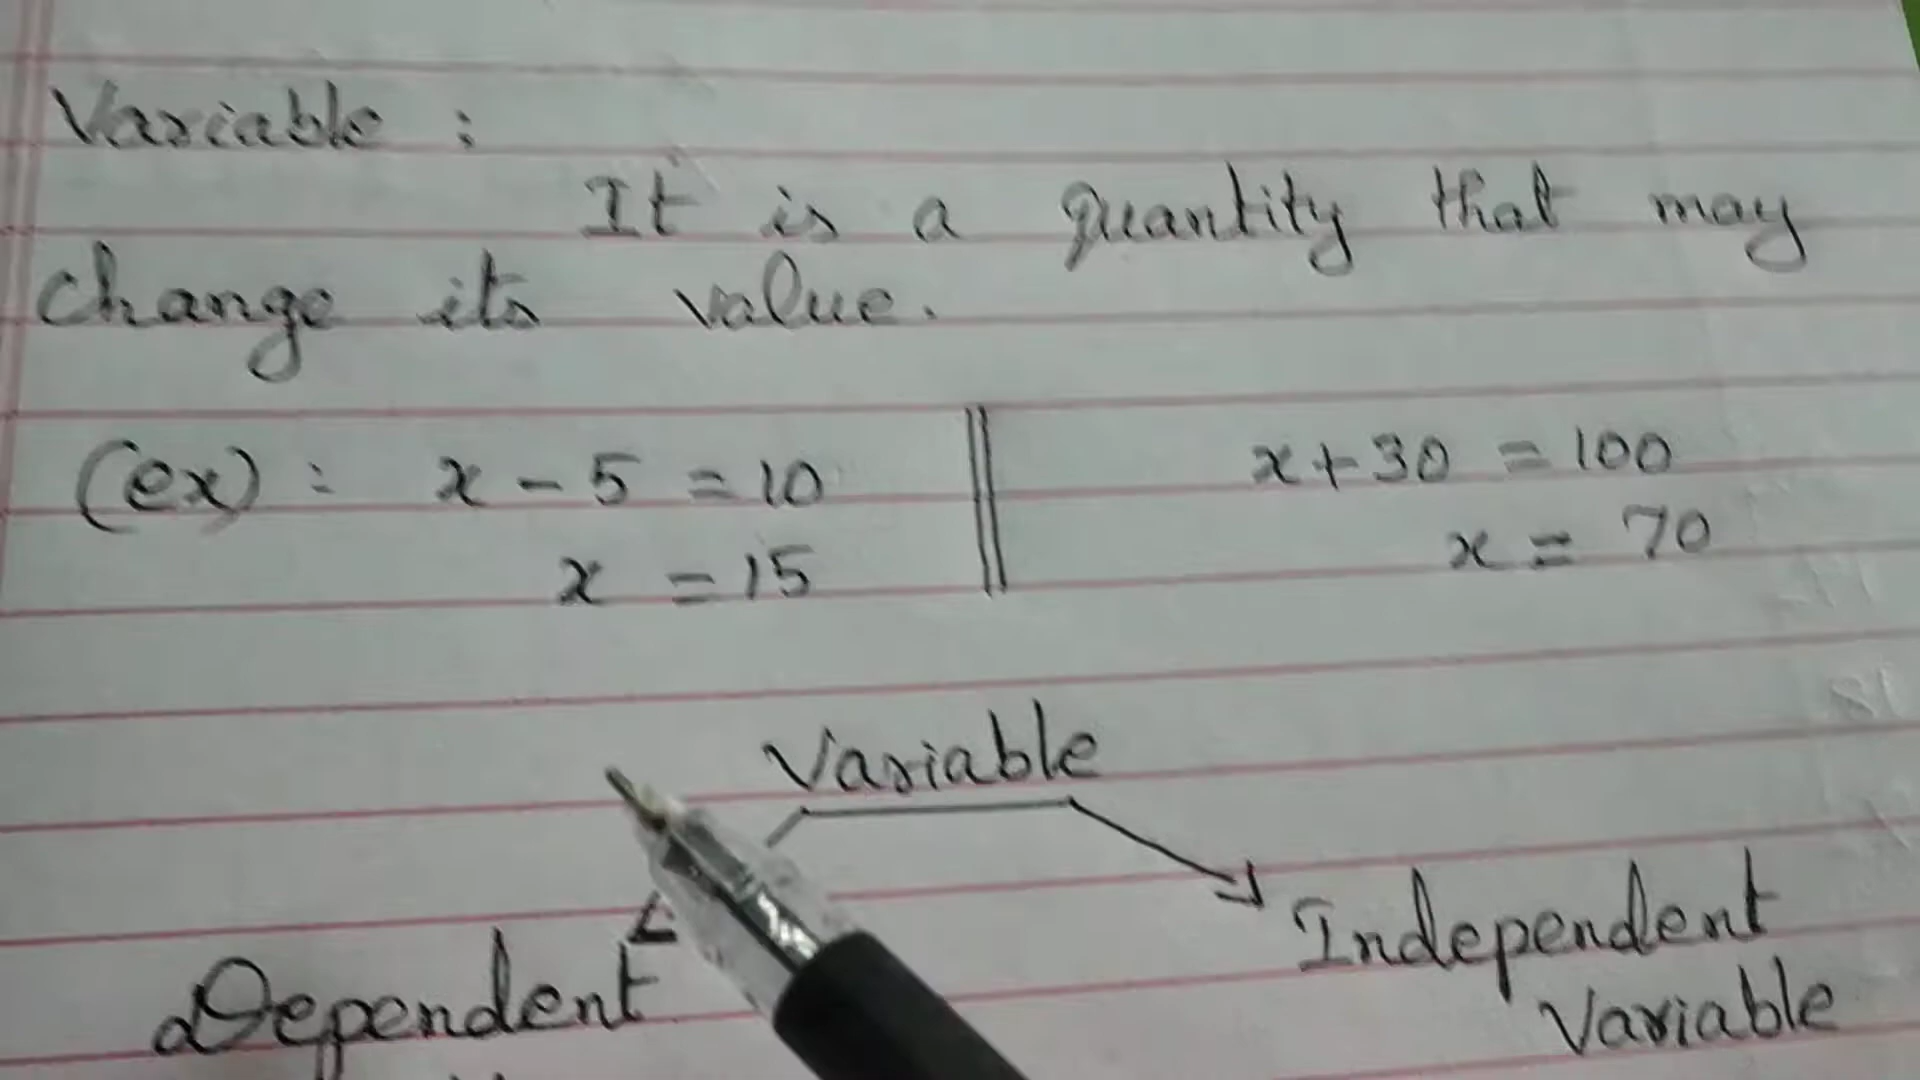 Variable :
It is a quantity that may
change its value.
(ex) : x - 5 = 10 || x + 30 = 100
x = 15 || x = 70
Variable
Dependent Independent
Variable